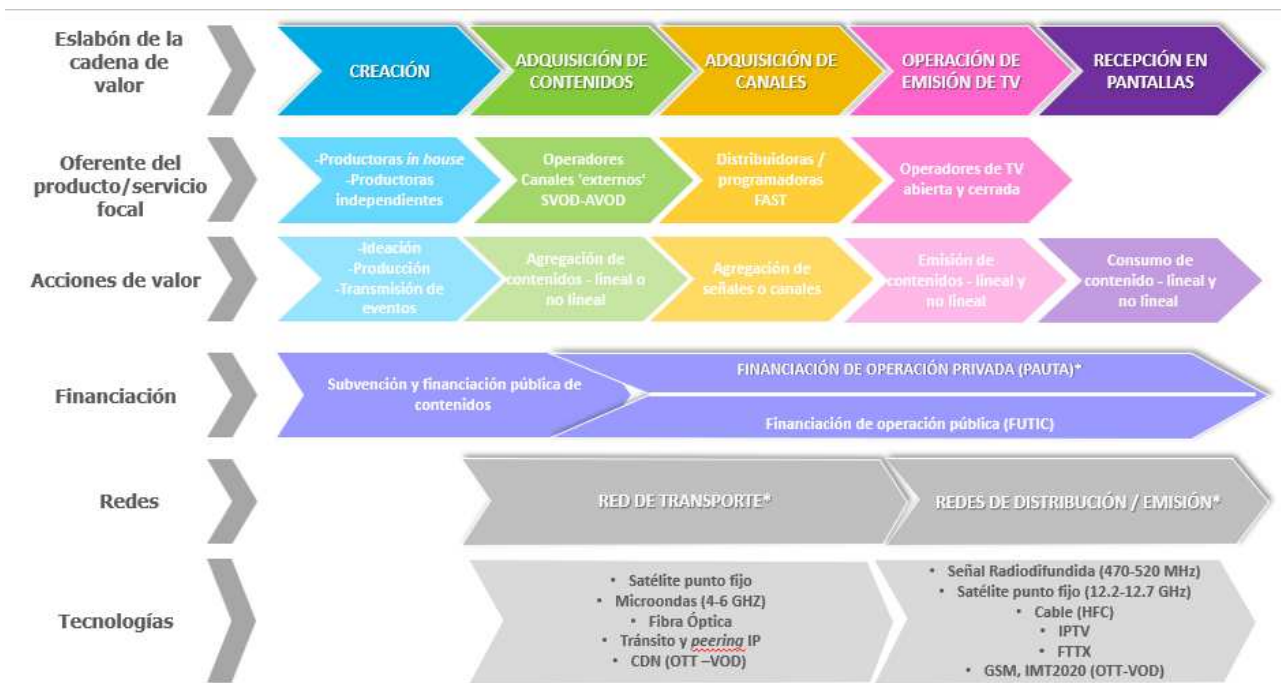 Eslabón de la
cadena de
valor
CREACIÓN
ADQUISICIÓN DE
CONTENIDOS
ADQUISICIÓN DE
CANALES
OPERACIÓN DE
EMISIÓN DE TV
RECEPCIÓN EN
PANTALLAS
Oferente del
producto/servicio
focal
-Productoras in house
-Productoras
independientes
Operadores
Canales 'externos'
SVOD-AVOD
Distribuidoras /
programadoras
FAST
Operadores de TV
abierta y cerrada
Acciones de valor
-Ideación
-Producción
-Transmisión de
eventos
Agregación de
contenidos - lineal o
no lineal
Agregación de
señales o canales
Emisión de
contenidos - lineal y
no lineal
Consumo de
contenido - lineal y
no lineal
Financiación
Subvención y financiación pública de
contenidos
FINANCIACIÓN DE OPERACIÓN PRIVADA (PAUTA)*
Financiación de operación pública (FUTIC)
Redes
RED DE TRANSPORTE*
REDES DE DISTRIBUCIÓN / EMISIÓN*
Tecnologías
• Satélite punto fijo
• Microondas (4-6 GHZ)
• Fibra Óptica
• Tránsito y peering IP
• CDN (OTT –VOD)
• Señal Radiodifundida (470-520 MHz)
• Satélite punto fijo (12.2-12.7 GHz)
• Cable (HFC)
• IPTV
• FTTX
• GSM, IMT2020 (OTT-VOD)